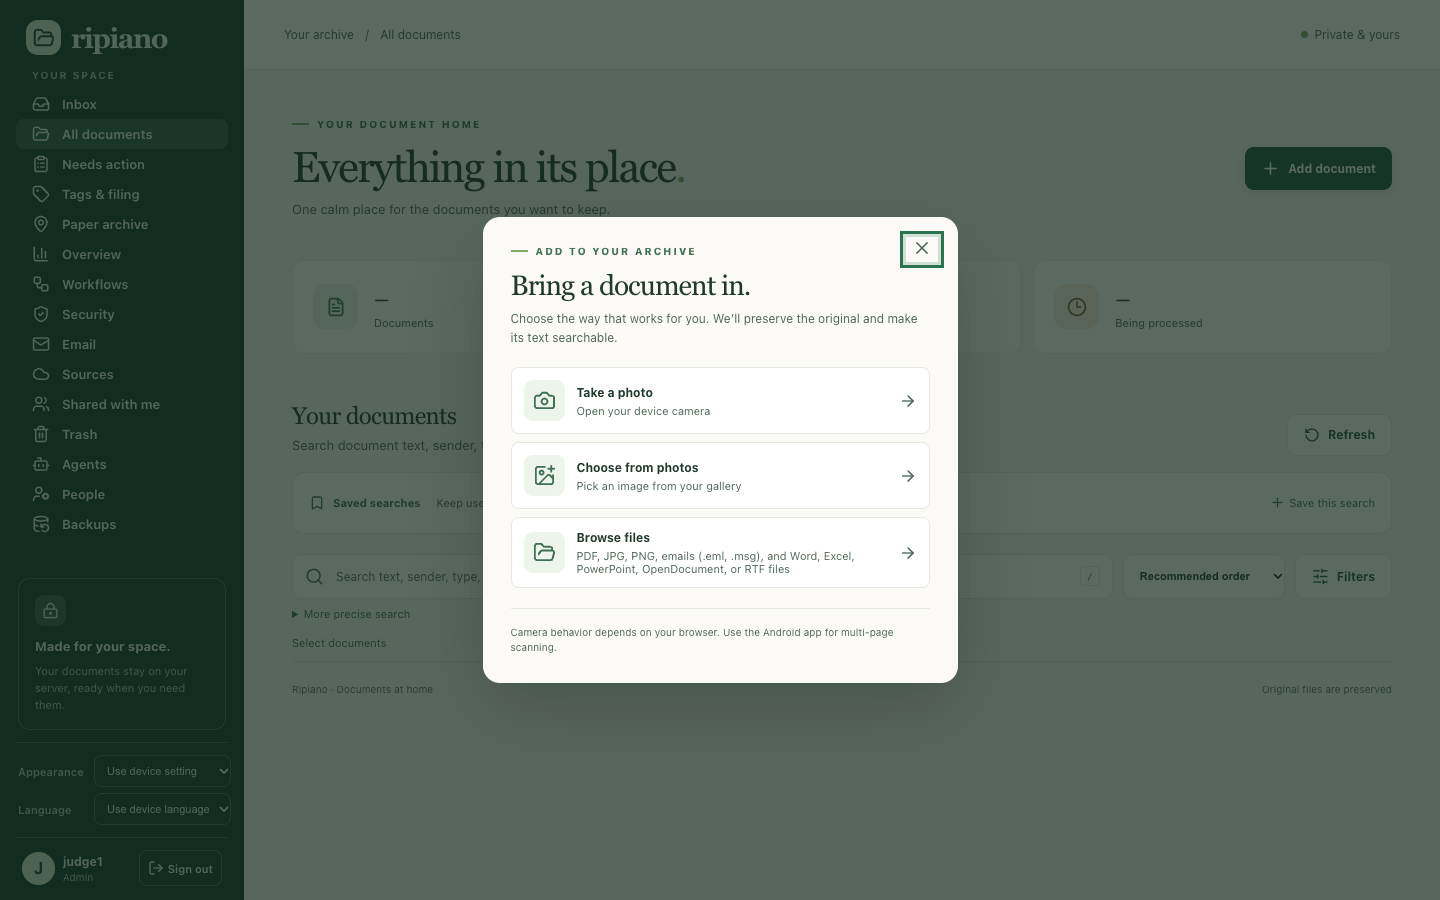 ripiano
YOUR SPACE
Inbox
All documents
Needs action
Tags & filing
Paper archive
Overview
Workflows
Security
Email
Sources
Shared with me
Trash
Agents
People
Backups
Made for your space.
Your documents stay on your
server, ready when you need
them.
Appearance
Use device setting
Language
Use device language
J
judge1
Admin
Sign out
Your archive / All documents
Private & yours
YOUR DOCUMENT HOME
Everything in its place.
One calm place for the documents you want to keep.
Add document
—
Documents
—
Being processed
Your documents
Search document text, sender,
Refresh
Saved searches
Keep use
Save this search
Search text, sender, type,
/
Recommended order
Filters
More precise search
Select documents
Ripiano · Documents at home
Original files are preserved
ADD TO YOUR ARCHIVE
Bring a document in.
Choose the way that works for you. We'll preserve the original and make
its text searchable.
Take a photo
Open your device camera
Choose from photos
Pick an image from your gallery
Browse files
PDF, JPG, PNG, emails (.eml, .msg), and Word, Excel,
PowerPoint, OpenDocument, or RTF files
Camera behavior depends on your browser. Use the Android app for multi-page
scanning.